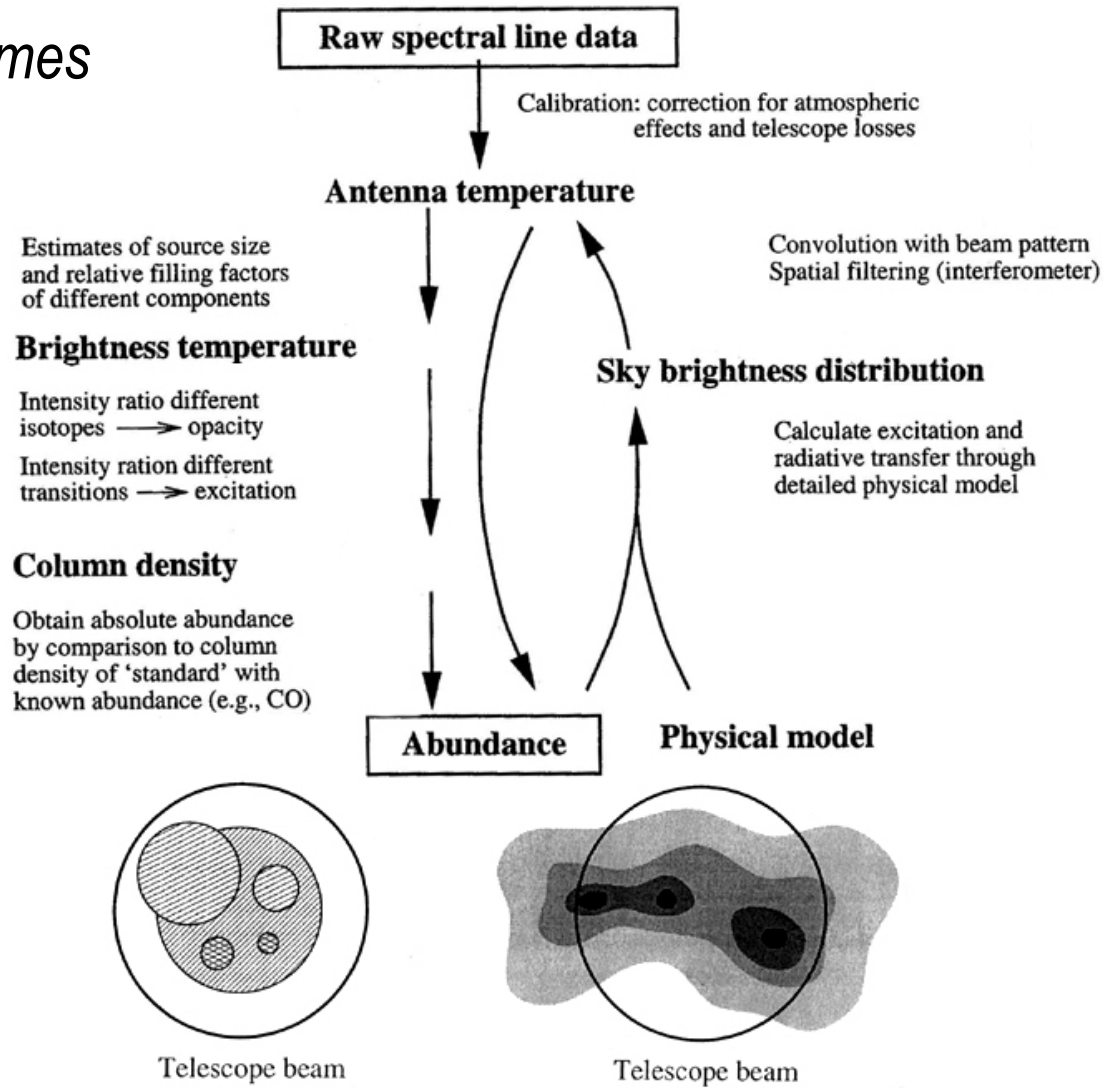 Raw spectral line data
Calibration: correction for atmospheric
effects and telescope losses
Antenna temperature
Estimates of source size
and relative filling factors
of different components
Convolution with beam pattern
Spatial filtering (interferometer)
Brightness temperature
Sky brightness distribution
Intensity ratio different
isotopes → opacity
Intensity ration different
transitions → excitation
Calculate excitation and
radiative transfer through
detailed physical model
Column density
Obtain absolute abundance
by comparison to column
density of ‘standard’ with
known abundance (e.g., CO)
Abundance
Physical model
Telescope beam
Telescope beam